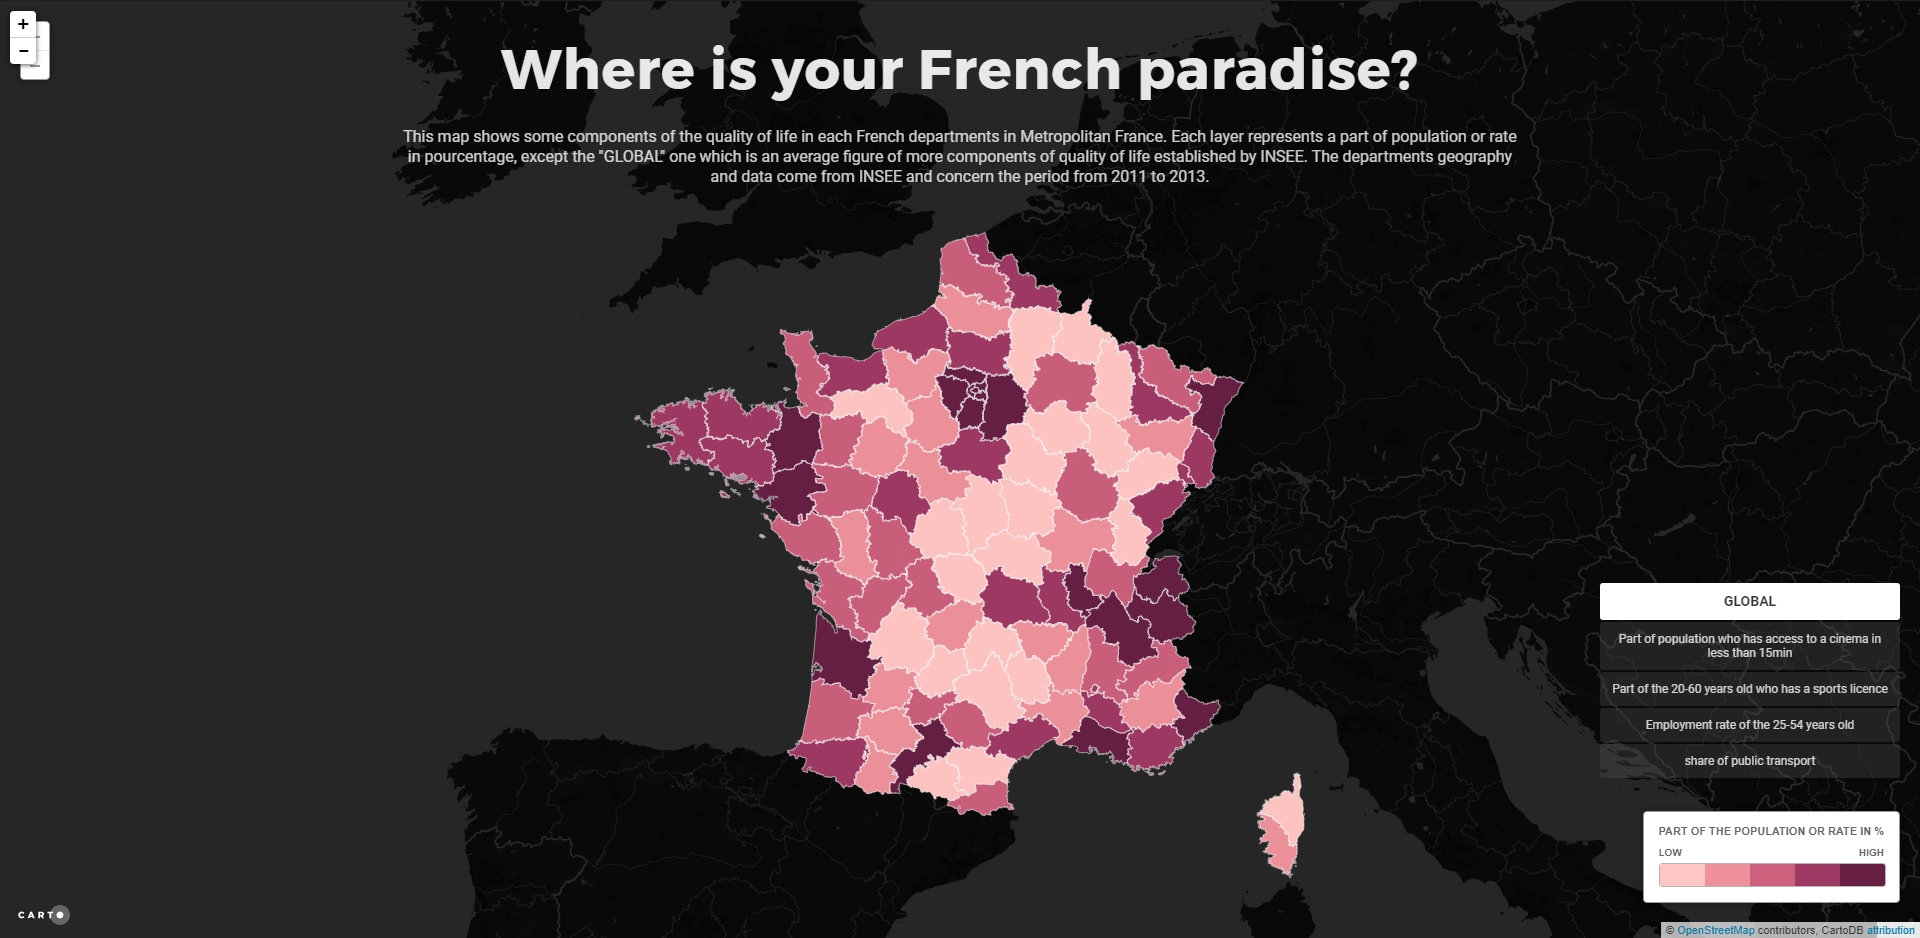 +
−
Where is your French paradise?
This map shows some components of the quality of life in each French departments in Metropolitan France. Each layer represents a part of population or rate
in pourcentage, except the "GLOBAL" one which is an average figure of more components of quality of life established by INSEE. The departments geography
and data come from INSEE and concern the period from 2011 to 2013.
GLOBAL
Part of population who has access to a cinema in
less than 15min
Part of the 20-60 years old who has a sports licence
Employment rate of the 25-54 years old
share of public transport
PART OF THE POPULATION OR RATE IN %
LOW HIGH
CARTO
© OpenStreetMap contributors, CartoDB attribution